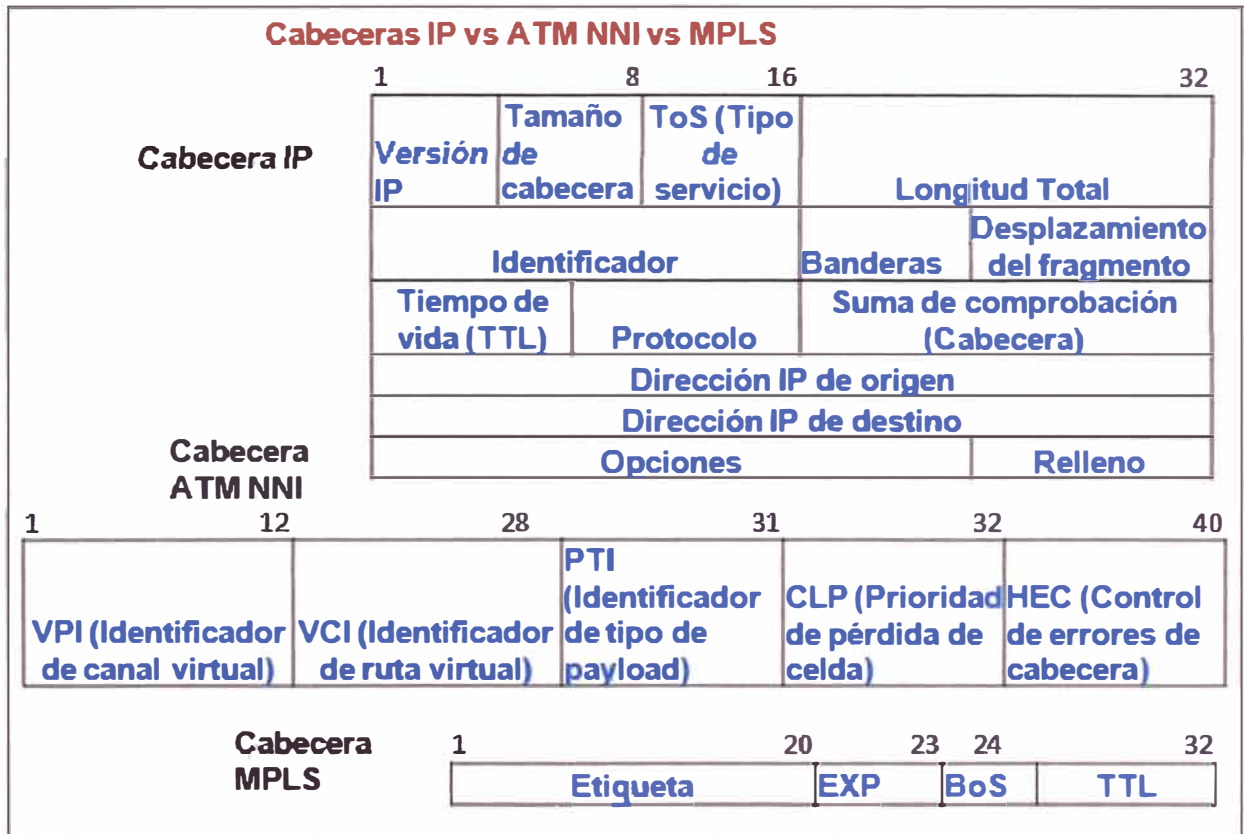 Cabeceras IP vs ATM NNI vs MPLS
1 8 16 32
Cabecera IP
Versión IP
Tamaño de cabecera
ToS (Tipo de servicio)
Longitud Total
Identificador
Banderas
Desplazamiento del fragmento
Tiempo de vida (TTL)
Protocolo
Suma de comprobación (Cabecera)
Dirección IP de origen
Dirección IP de destino
Opciones
Relleno
Cabecera
ATM NNI
1 12 28 31 32 40
VPI (Identificador de canal virtual)
VCI (Identificador de ruta virtual)
PTI (Identificador de tipo de payload)
CLP (Prioridad de pérdida de celda)
HEC (Control de errores de cabecera)
Cabecera
MPLS
1 20 23 24 32
Etiqueta
EXP
BoS
TTL